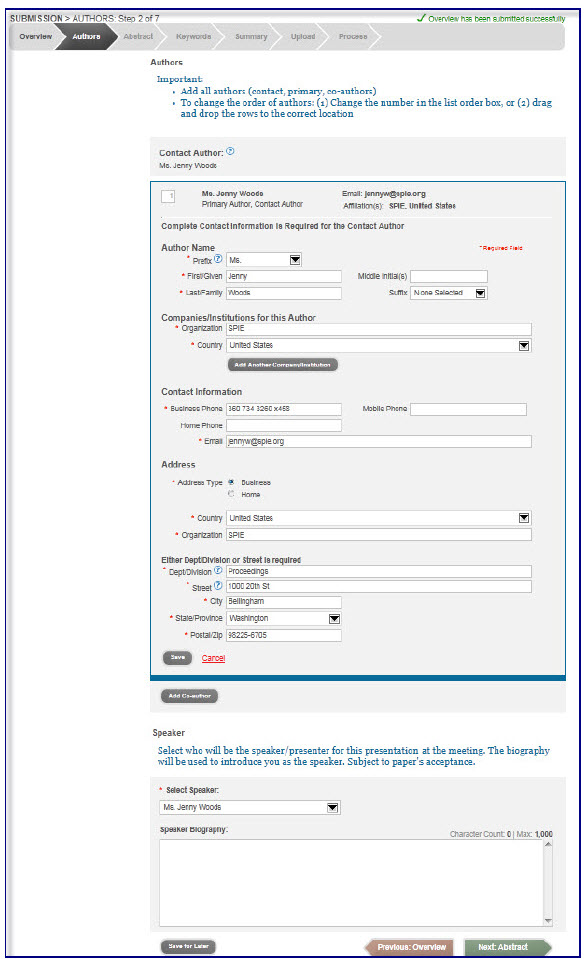 SUBMISSION > AUTHORS: Step 2 of 7
Overview has been submitted successfully
Overview Authors Abstract Keywords Summary Upload Process
Authors
Important:
• Add all authors (contact, primary, co-authors)
• To change the order of authors: (1) Change the number in the list order box, or (2) drag
and drop the rows to the correct location
Contact Author: ?
Ms. Jenny Woods
1 Ms. Jenny Woods Email: jennyw@spie.org
Primary Author, Contact Author Affiliation(s): SPIE, United States
Complete Contact Information is Required for the Contact Author
Author Name * Required Field
* Prefix ? Ms.
* First/Given Jenny Middle Initial(s)
* Last/Family Woods Suffix None Selected
Companies/Institutions for this Author
* Organization SPIE
* Country United States
Add Another Company/Institution
Contact Information
* Business Phone 360 734 3260 x458 Mobile Phone
Home Phone
* Email jennyw@spie.org
Address
* Address Type Business
Home
* Country United States
* Organization SPIE
Either Dept/Division or Street is required
* Dept/Division ? Proceedings
* Street ? 1000 20th St
* City Bellingham
* State/Province Washington
* Postal/Zip 98225-6705
Save Cancel
Add Co-author
Speaker
Select who will be the speaker/presenter for this presentation at the meeting. The biography
will be used to introduce you as the speaker. Subject to paper's acceptance.
* Select Speaker:
Ms. Jenny Woods
Speaker Biography: Character Count: 0 | Max: 1,000
Save for Later Previous: Overview Next: Abstract